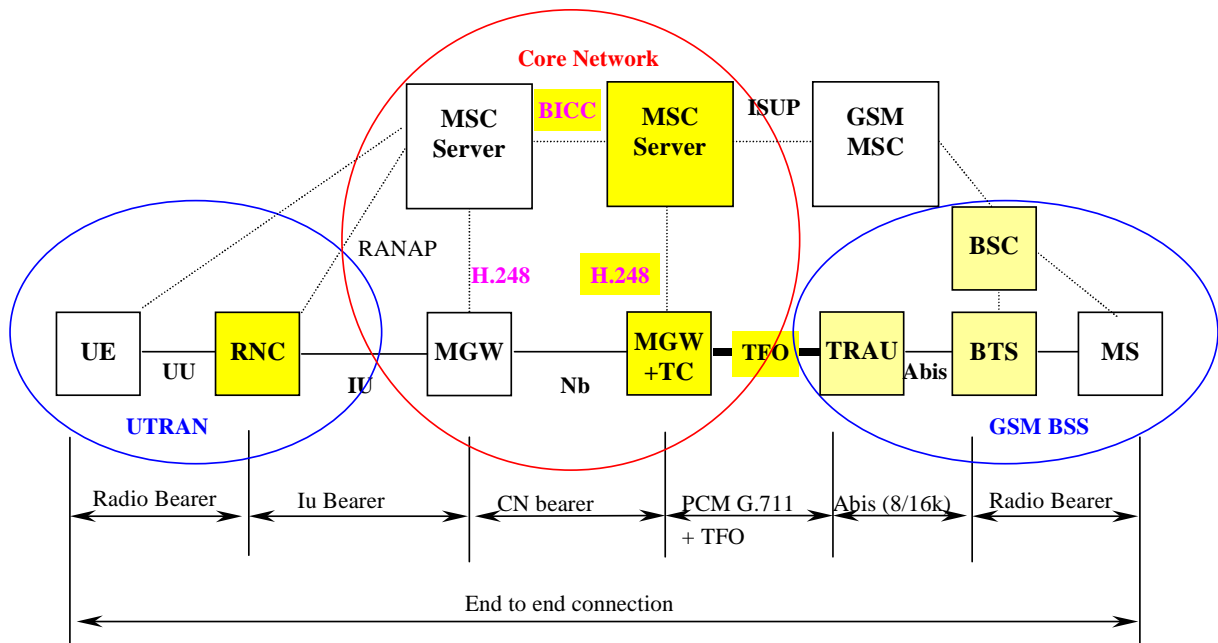 Core Network
MSC
Server
BICC
MSC
Server
ISUP
GSM
MSC
RANAP
H.248
H.248
BSC
UE
UU
RNC
IU
MGW
Nb
MGW
+TC
TFO
TRAU
Abis
BTS
MS
UTRAN
GSM BSS
Radio Bearer
Iu Bearer
CN bearer
PCM G.711
+ TFO
Abis (8/16k)
Radio Bearer
End to end connection